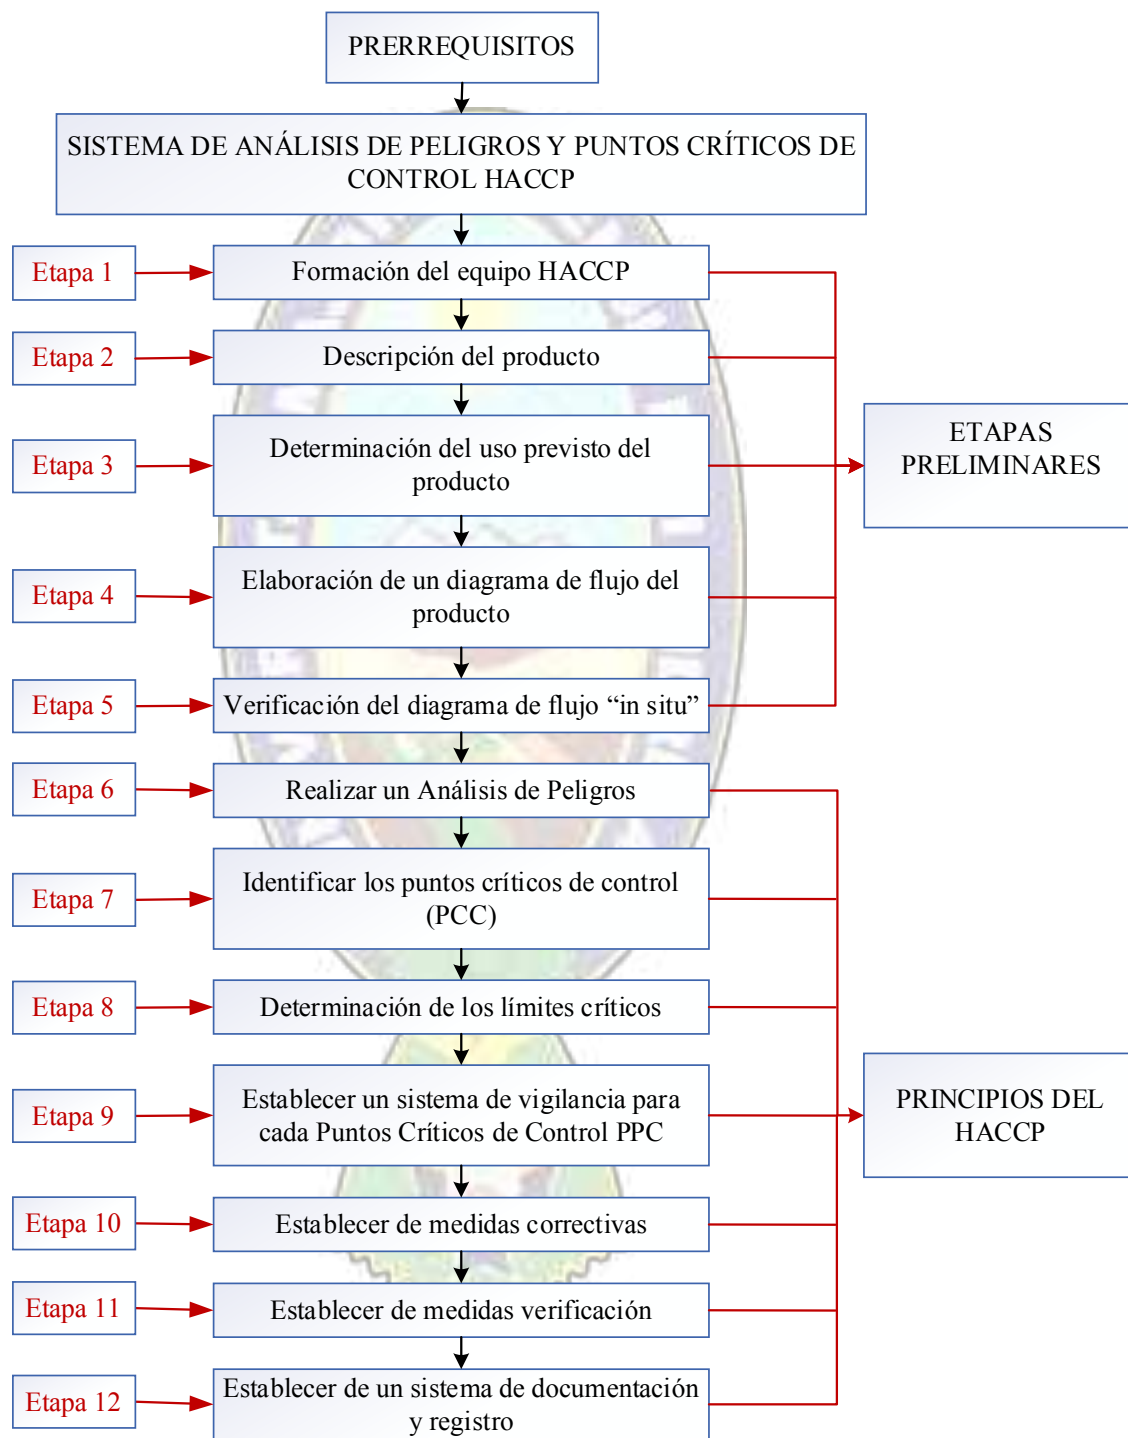 PRERREQUISITOS
SISTEMA DE ANÁLISIS DE PELIGROS Y PUNTOS CRÍTICOS DE
CONTROL HACCP
Etapa 1
Formación del equipo HACCP
Etapa 2
Descripción del producto
Etapa 3
Determinación del uso previsto del
producto
ETAPAS
PRELIMINARES
Etapa 4
Elaboración de un diagrama de flujo del
producto
Etapa 5
Verificación del diagrama de flujo “in situ”
Etapa 6
Realizar un Análisis de Peligros
Etapa 7
Identificar los puntos críticos de control
(PCC)
Etapa 8
Determinación de los límites críticos
Etapa 9
Establecer un sistema de vigilancia para
cada Puntos Críticos de Control PPC
PRINCIPIOS DEL
HACCP
Etapa 10
Establecer de medidas correctivas
Etapa 11
Establecer de medidas verificación
Etapa 12
Establecer de un sistema de documentación
y registro